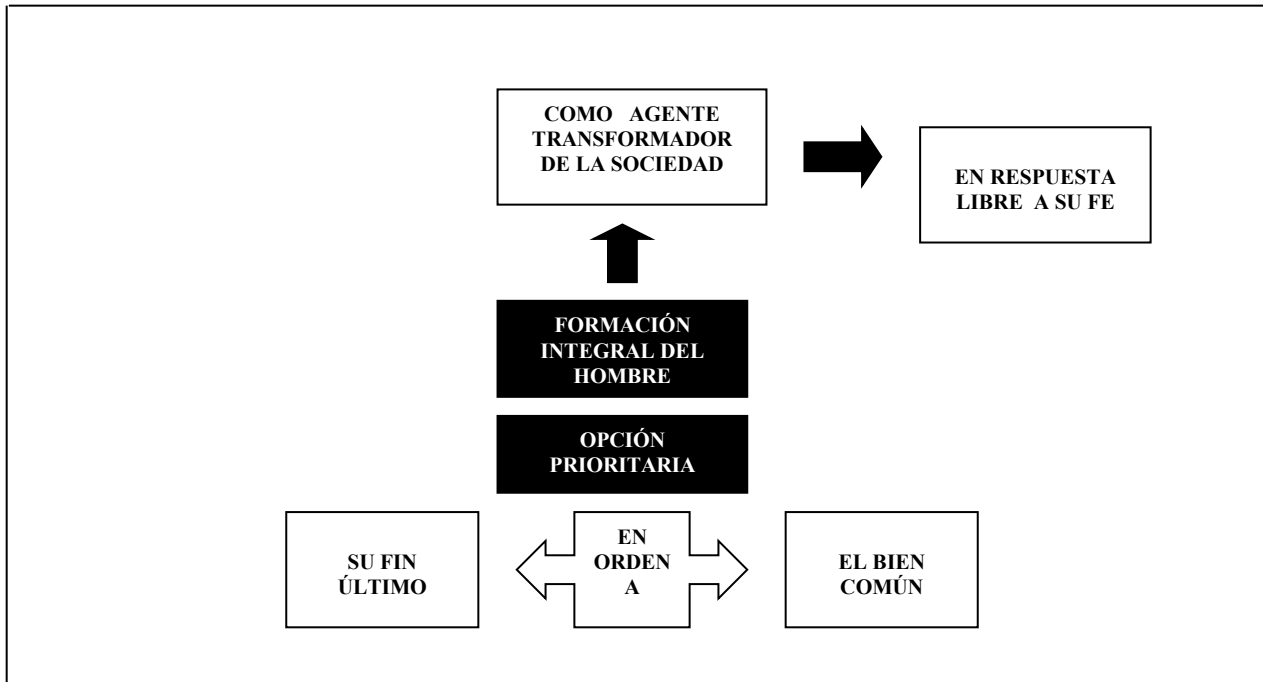 COMO AGENTE
TRANSFORMADOR
DE LA SOCIEDAD
EN RESPUESTA
LIBRE A SU FE
FORMACIÓN
INTEGRAL DEL
HOMBRE
OPCIÓN
PRIORITARIA
SU FIN
ÚLTIMO
EN
ORDEN
A
EL BIEN
COMÚN